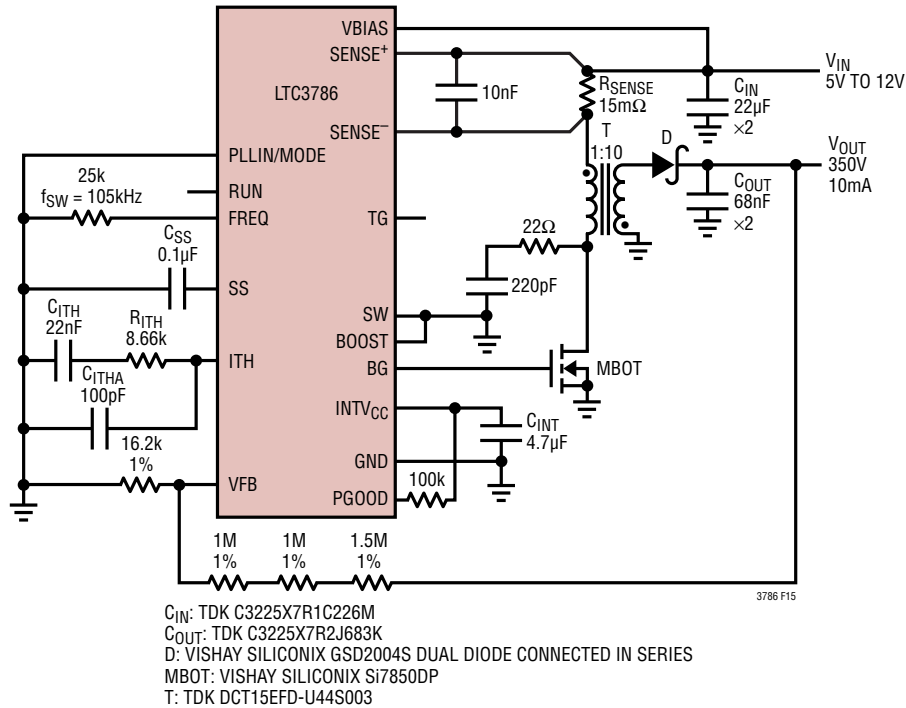 VBIAS
SENSE+
LTC3786
SENSE–
PLLIN/MODE
RUN
FREQ
TG
SS
SW
BOOST
ITH
BG
INTVCC
GND
VFB
PGOOD
10nF
RSENSE
15mΩ
VIN
5V TO 12V
CIN
22µF
×2
T
1:10
D
VOUT
350V
10mA
COUT
68nF
×2
25k
fSW = 105kHz
CSS
0.1µF
22Ω
220pF
CITH
22nF
RITH
8.66k
MBOT
CITHA
100pF
CINT
4.7µF
16.2k
1%
100k
1M
1%
1M
1%
1.5M
1%
3786 F15
CIN: TDK C3225X7R1C226M
COUT: TDK C3225X7R2J683K
D: VISHAY SILICONIX GSD2004S DUAL DIODE CONNECTED IN SERIES
MBOT: VISHAY SILICONIX Si7850DP
T: TDK DCT15EFD-U44S003